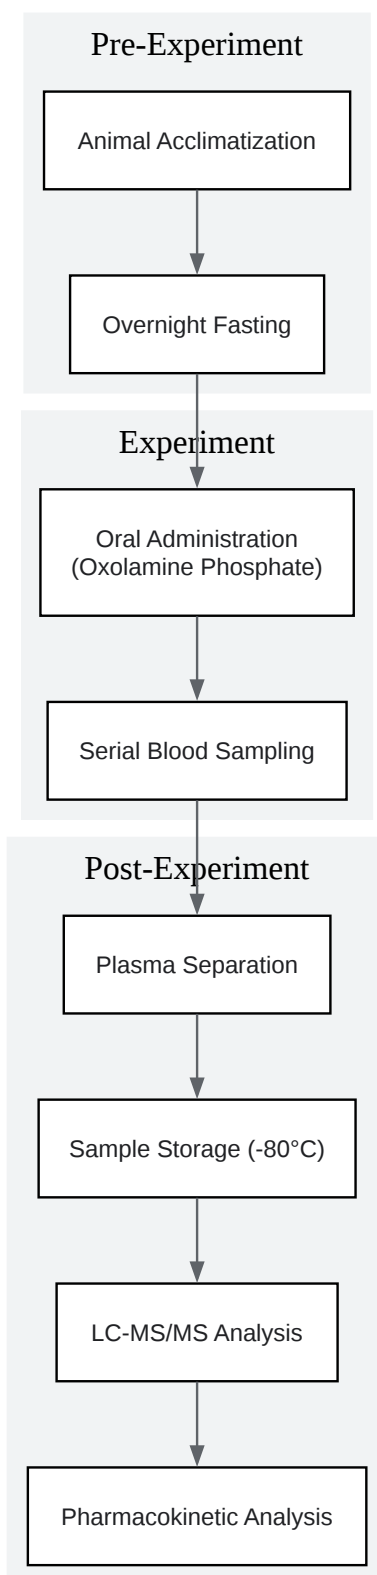 Pre-Experiment
Animal Acclimatization
Overnight Fasting
Experiment
Oral Administration
(Oxolamine Phosphate)
Serial Blood Sampling
Post-Experiment
Plasma Separation
Sample Storage (-80°C)
LC-MS/MS Analysis
Pharmacokinetic Analysis